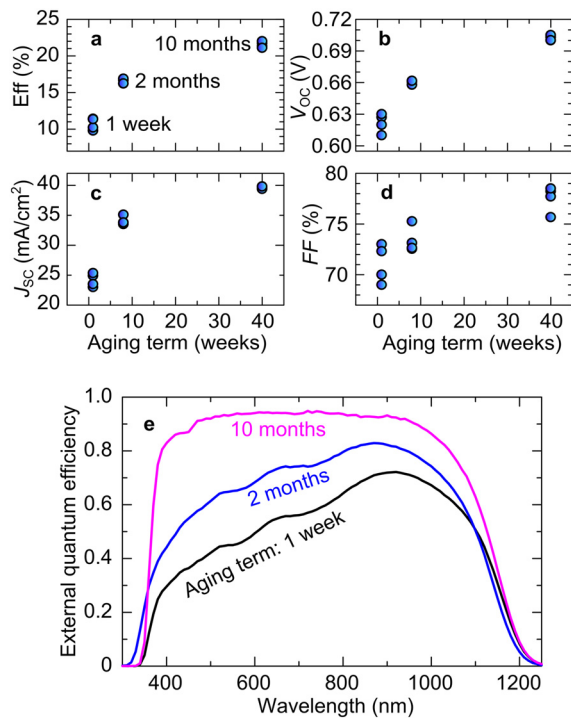 a
Eff (%)
25
20
15
10
10 months
2 months
1 week
b
V_OC (V)
0.72
0.69
0.66
0.63
0.60
c
J_SC (mA/cm²)
40
35
30
25
20
0 10 20 30 40
Aging term (weeks)
d
FF (%)
80
75
70
0 10 20 30 40
Aging term (weeks)
e
External quantum efficiency
1.0
0.8
0.6
0.4
0.2
0
10 months
2 months
Aging term: 1 week
400 600 800 1000 1200
Wavelength (nm)